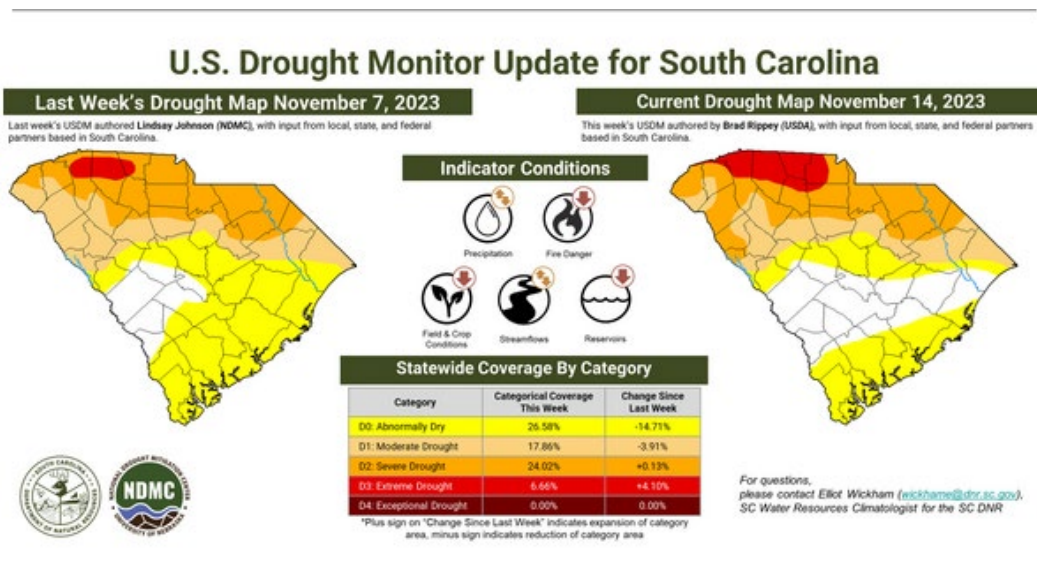 U.S. Drought Monitor Update for South Carolina
Last Week's Drought Map November 7, 2023
Last week's USDM authored Lindsay Johnson (NDMC), with input from local, state, and federal
partners based in South Carolina.
Current Drought Map November 14, 2023
This week's USDM authored by Brad Rippey (USDA), with input from local, state, and federal partners
based in South Carolina.
Indicator Conditions
Precipitation
Fire Danger
Field & Crop
Conditions
Streamflows
Reservoirs
Statewide Coverage By Category
Category
Categorical Coverage
This Week
Change Since
Last Week
D0: Abnormally Dry 26.58% -14.71%
D1: Moderate Drought 17.86% -3.91%
D2: Severe Drought 24.02% +0.13%
D3: Extreme Drought 6.66% +4.10%
D4: Exceptional Drought 0.00% 0.00%
*Plus sign on "Change Since Last Week" indicates expansion of category
area, minus sign indicates reduction of category area
SOUTH CAROLINA
DEPARTMENT OF NATURAL RESOURCES
NATIONAL DROUGHT MITIGATION CENTER
NDMC
UNIVERSITY OF NEBRASKA
For questions,
please contact Elliot Wickham (wickhame@dnr.sc.gov),
SC Water Resources Climatologist for the SC DNR